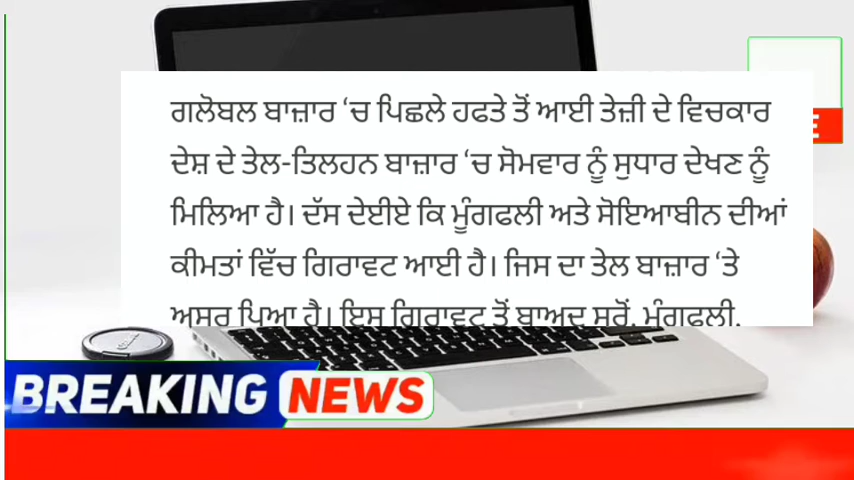 ਗਲੋਬਲ ਬਾਜ਼ਾਰ ‘ਚ ਪਿਛਲੇ ਹਫਤੇ ਤੋਂ ਆਈ ਤੇਜ਼ੀ ਦੇ ਵਿਚਕਾਰ
ਦੇਸ਼ ਦੇ ਤੇਲ-ਤਿਲਹਨ ਬਾਜ਼ਾਰ ‘ਚ ਸੋਮਵਾਰ ਨੂੰ ਸੁਧਾਰ ਦੇਖਣ ਨੂੰ
ਮਿਲਿਆ ਹੈ। ਦੱਸ ਦੇਈਏ ਕਿ ਮੂੰਗਫਲੀ ਅਤੇ ਸੋਇਆਬੀਨ ਦੀਆਂ
ਕੀਮਤਾਂ ਵਿੱਚ ਗਿਰਾਵਟ ਆਈ ਹੈ। ਜਿਸ ਦਾ ਤੇਲ ਬਾਜ਼ਾਰ ‘ਤੇ
ਅਸਰ ਪਿਆ ਹੈ। ਇਸ ਗਿਰਾਵਟ ਤੋਂ ਬਾਅਦ ਸਰੋਂ, ਮੂੰਗਫਲੀ,
BREAKING NEWS